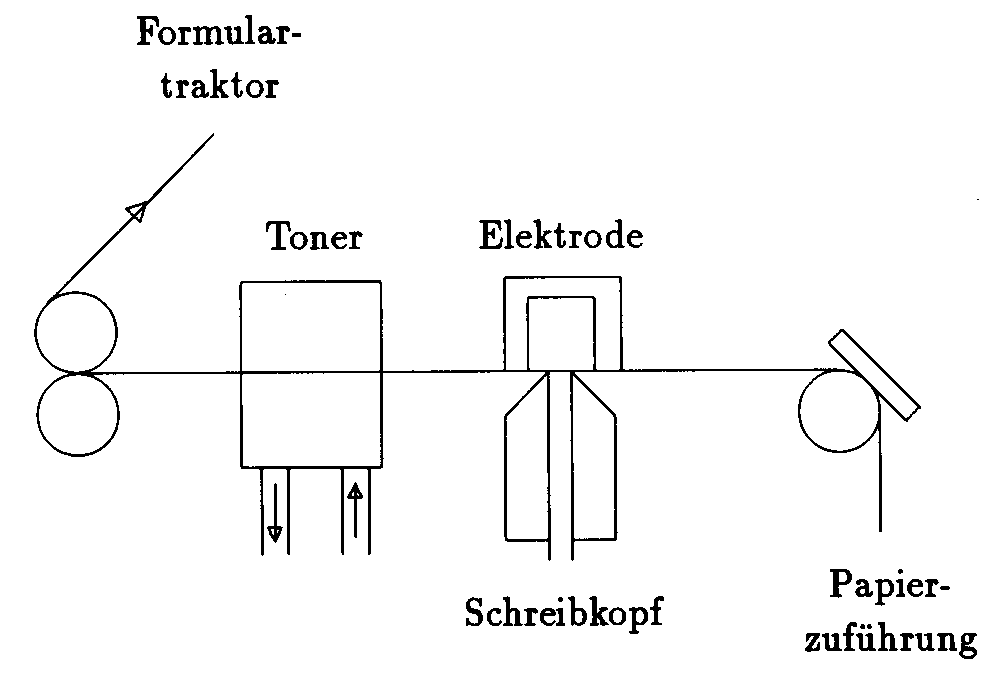 Formular-
traktor
Toner
Elektrode
Schreibkopf
Papier-
zuführung